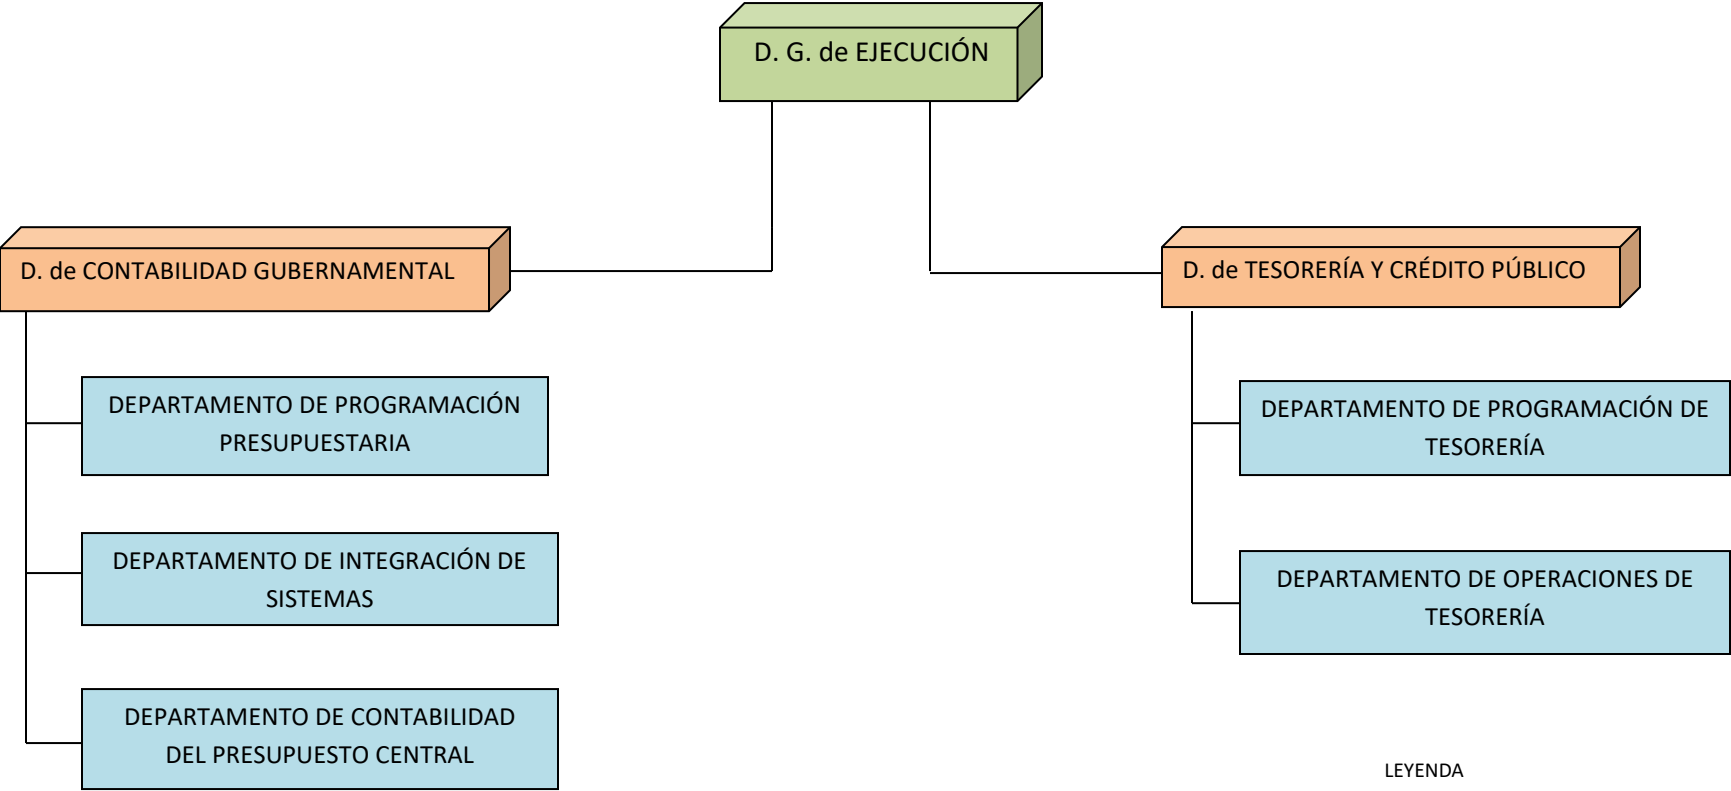 D. G. de EJECUCIÓN
D. de CONTABILIDAD GUBERNAMENTAL
D. de TESORERÍA Y CRÉDITO PÚBLICO
DEPARTAMENTO DE PROGRAMACIÓN
PRESUPUESTARIA
DEPARTAMENTO DE INTEGRACIÓN DE
SISTEMAS
DEPARTAMENTO DE CONTABILIDAD
DEL PRESUPUESTO CENTRAL
DEPARTAMENTO DE PROGRAMACIÓN DE
TESORERÍA
DEPARTAMENTO DE OPERACIONES DE
TESORERÍA
LEYENDA